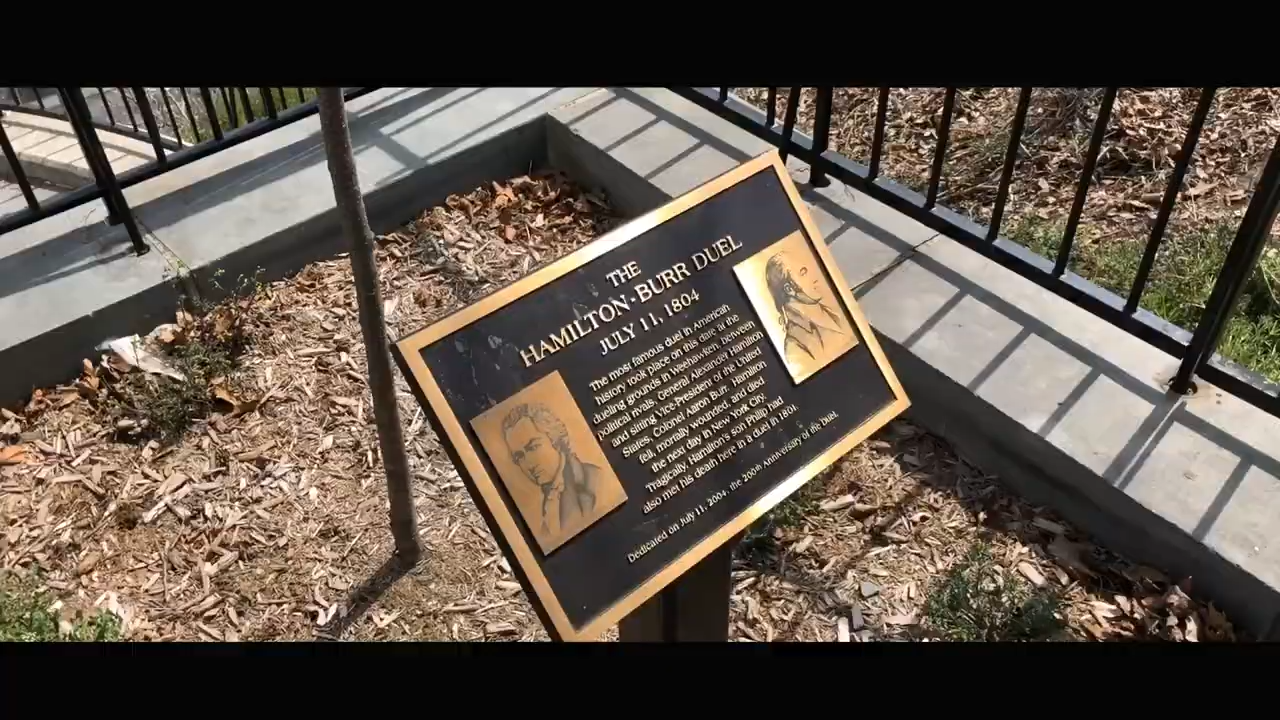 THE
HAMILTON·BURR DUEL
JULY 11, 1804
The most famous duel in American
history took place on this date at the
dueling grounds in Weehawken, between
political rivals, General Alexander Hamilton
and sitting Vice-President of the United
States, Colonel Aaron Burr. Hamilton
fell, mortally wounded, and died
the next day in New York City.
Tragically, Hamilton's son Philip had
also met his death here in a duel in 1801.
Dedicated on July 11, 2004, the 200th Anniversary of the Duel.